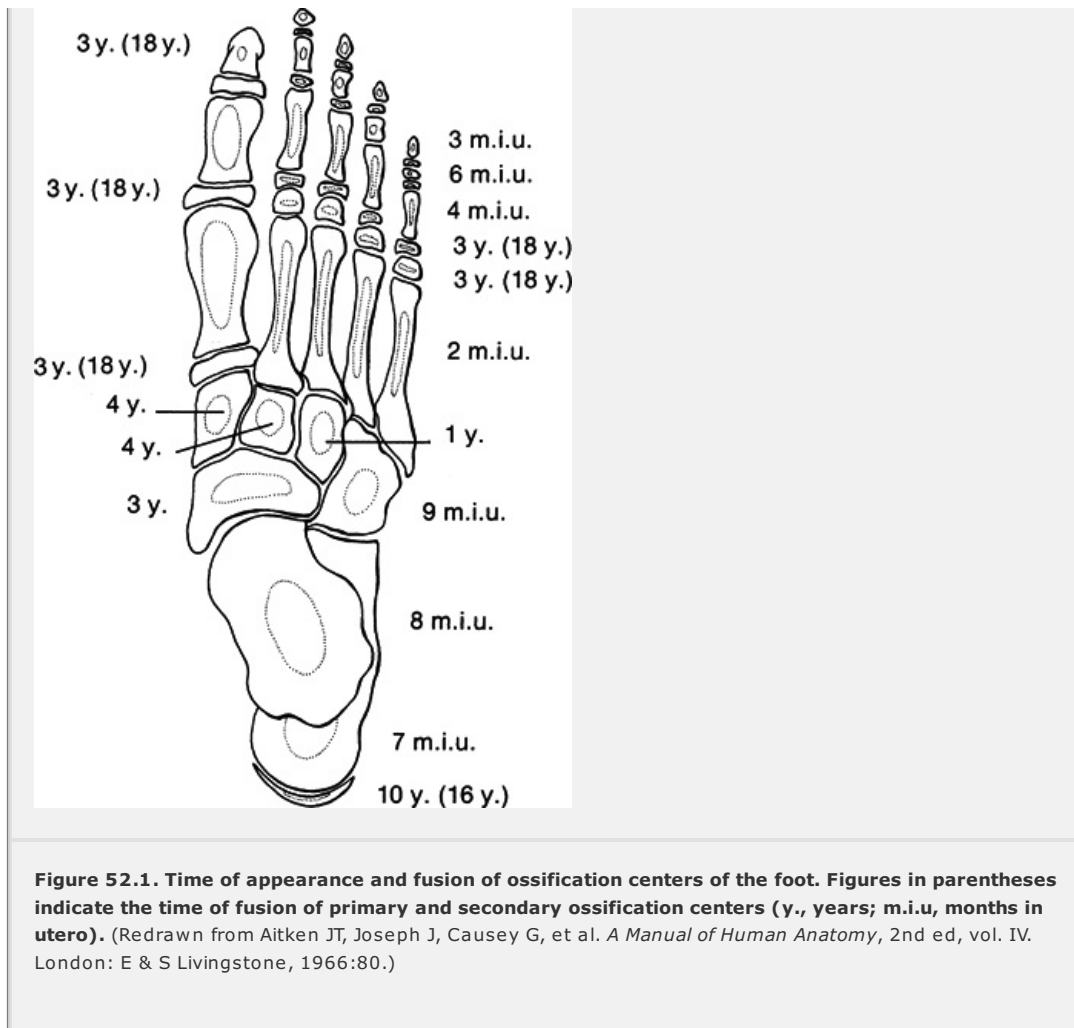 3 y. (18 y.)
3 m.i.u.
6 m.i.u.
3 y. (18 y.)
4 m.i.u.
3 y. (18 y.)
3 y. (18 y.)
2 m.i.u.
3 y. (18 y.)
4 y.
4 y.
1 y.
3 y.
9 m.i.u.
8 m.i.u.
7 m.i.u.
10 y. (16 y.)
Figure 52.1. Time of appearance and fusion of ossification centers of the foot. Figures in parentheses
indicate the time of fusion of primary and secondary ossification centers (y., years; m.i.u, months in
utero). (Redrawn from Aitken JT, Joseph J, Causey G, et al. A Manual of Human Anatomy, 2nd ed, vol. IV.
London: E & S Livingstone, 1966:80.)